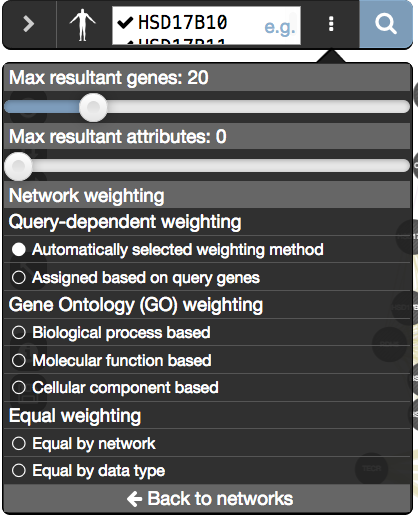 HSD17B10
HSD17B11
e.g.
Max resultant genes: 20
Max resultant attributes: 0
Network weighting
Query-dependent weighting
Automatically selected weighting method
Assigned based on query genes
Gene Ontology (GO) weighting
Biological process based
Molecular function based
Cellular component based
Equal weighting
Equal by network
Equal by data type
Back to networks